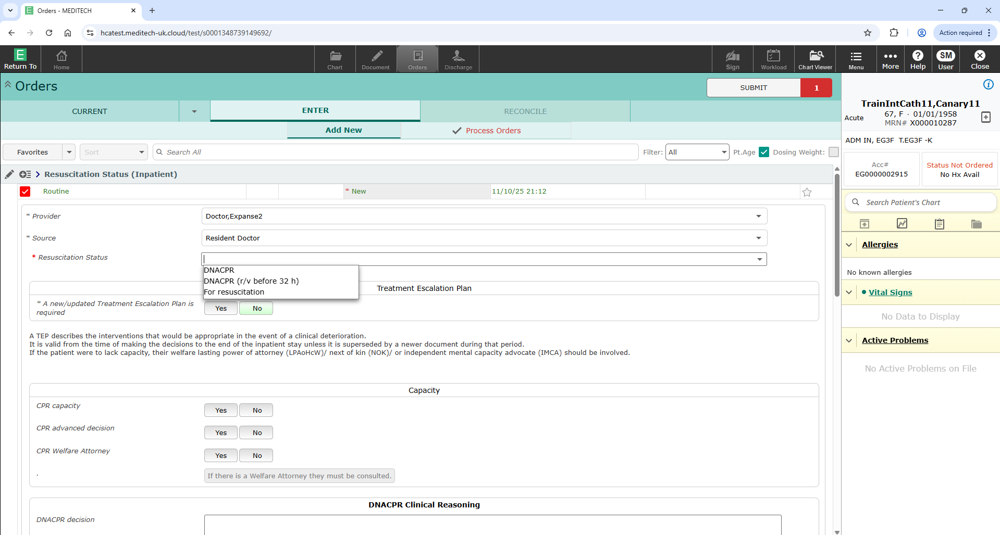 Orders - MEDITECH
hcatest.meditech-uk.cloud/test/s0001348739149692/
Action required
E
Return To
Home
Chart
Document
Orders
Discharge
Sign
Workload
Chart Viewer
Menu
More
Help
SM
User
Close
Orders
SUBMIT
1
CURRENT
ENTER
RECONCILE
Add New
Process Orders
Favorites
Sort
Search All
Filter:
All
Pt.Age
Dosing Weight:
Resuscitation Status (Inpatient)
Routine
* New
11/10/25 21:12
* Provider
Doctor,Expanse2
* Source
Resident Doctor
* Resuscitation Status
DNACPR
DNACPR (r/v before 32 h)
For resuscitation
Treatment Escalation Plan
* A new/updated Treatment Escalation Plan is
required
Yes
No
A TEP describes the interventions that would be appropriate in the event of a clinical deterioration.
It is valid from the time of making the decisions to the end of the inpatient stay unless it is superseded by a newer document during that period.
If the patient were to lack capacity, their welfare lasting power of attorney (LPAoHcW)/ next of kin (NOK)/ or independent mental capacity advocate (IMCA) should be involved.
Capacity
CPR capacity
Yes
No
CPR advanced decision
Yes
No
CPR Welfare Attorney
Yes
No
.
If there is a Welfare Attorney they must be consulted.
DNACPR Clinical Reasoning
DNACPR decision
TrainIntCath11,Canary11
Acute
67, F · 01/01/1958
MRN# X000010287
ADM IN, EG3F T.EG3F -K
Acc#
EG0000002915
Status Not Ordered
No Hx Avail
Search Patient's Chart
Allergies
No known allergies
Vital Signs
No Data to Display
Active Problems
No Active Problems on File